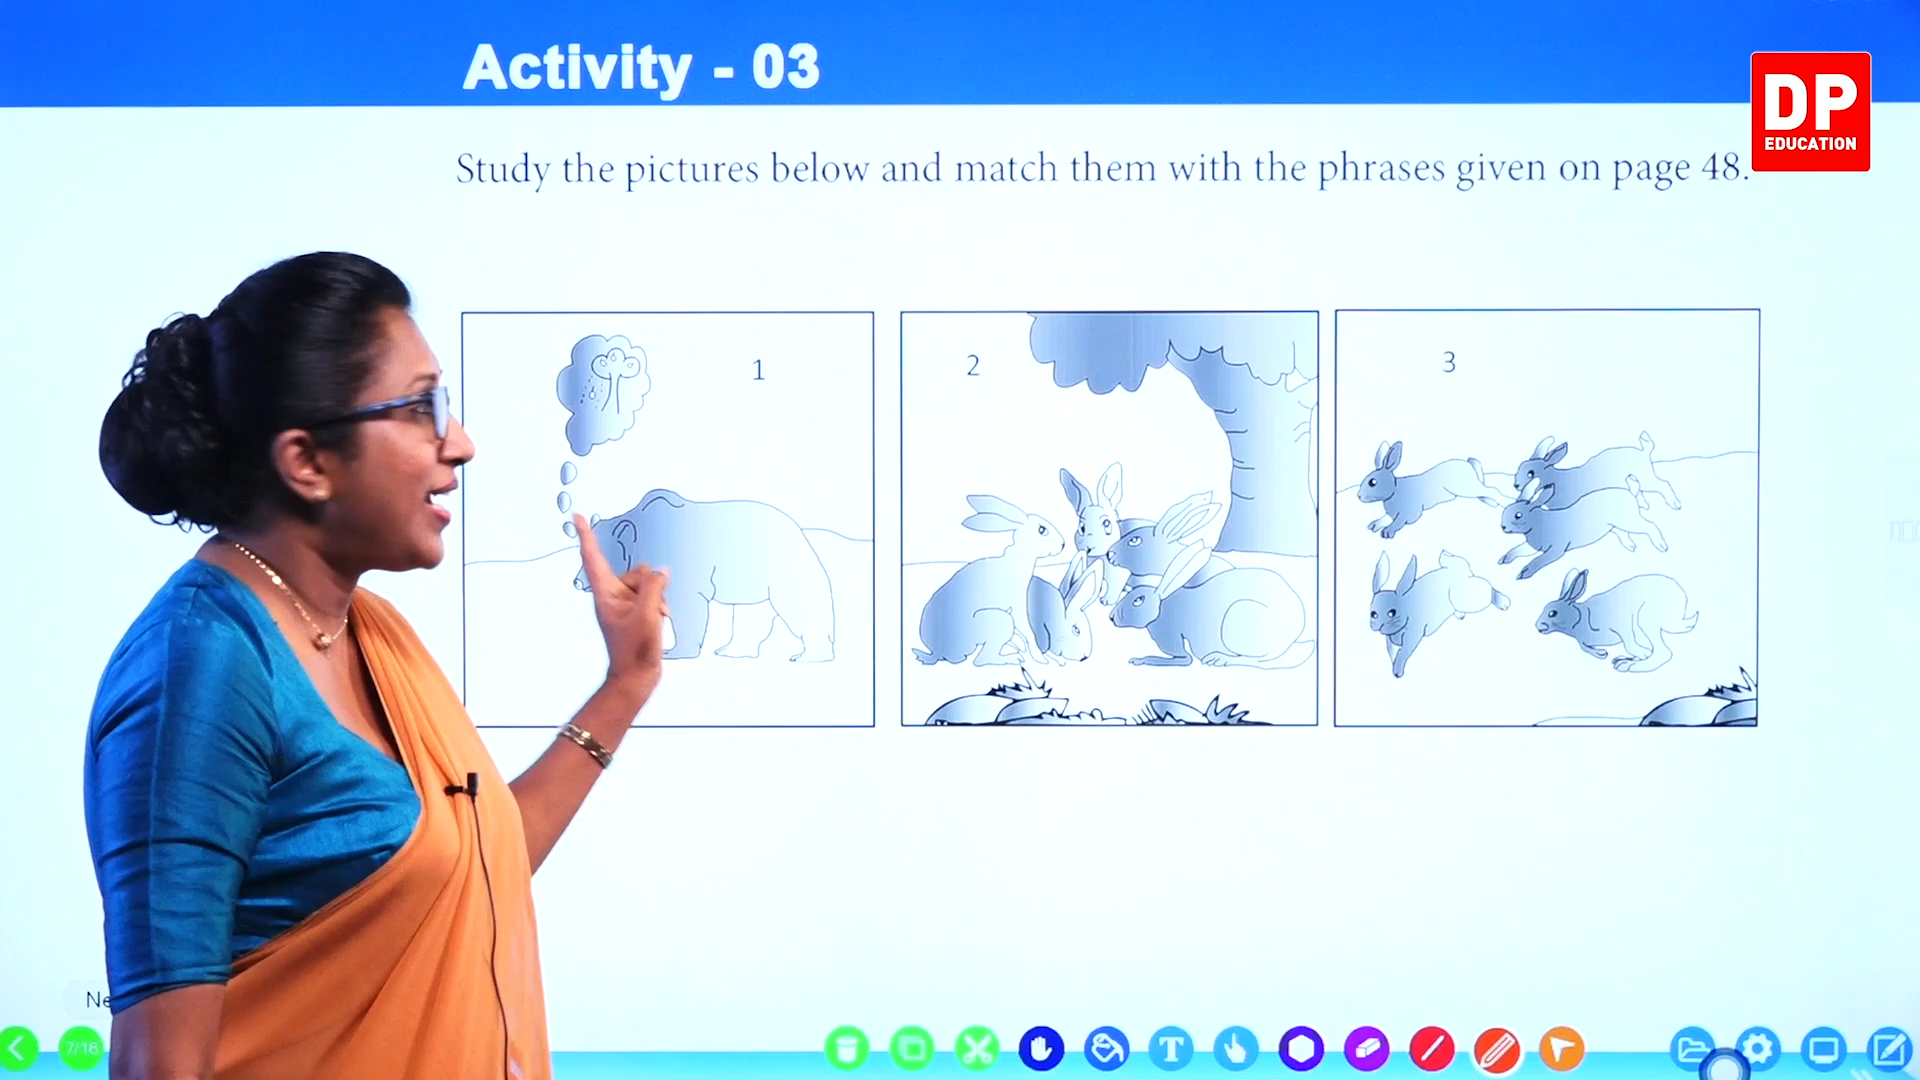 Activity - 03
DP
EDUCATION
Study the pictures below and match them with the phrases given on page 48.
1
2
3
Ne
7/16
T